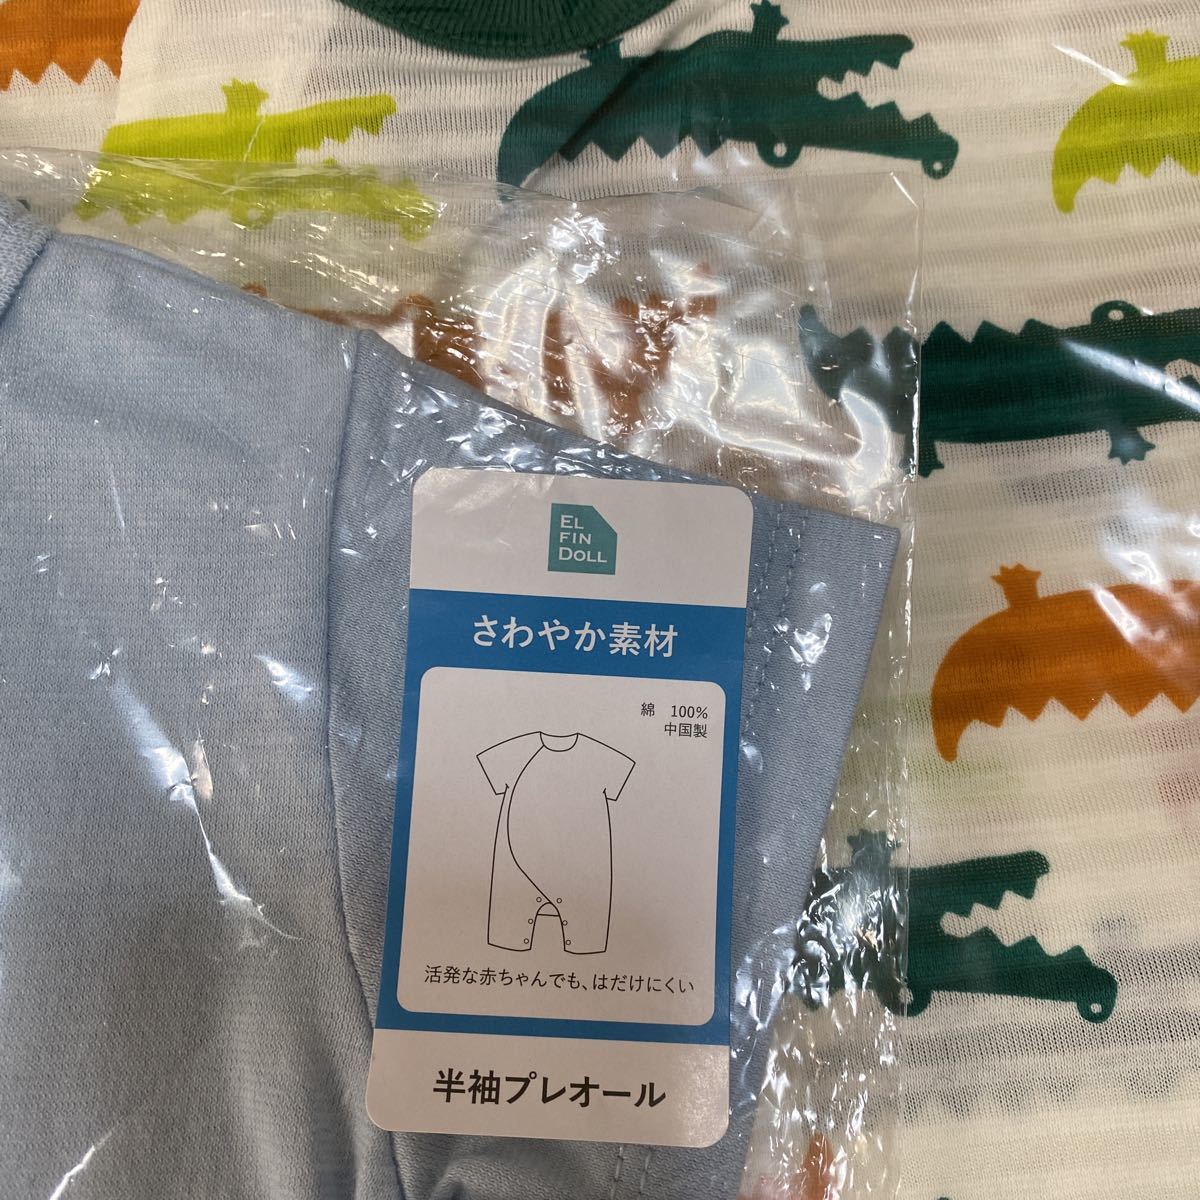 EL
FIN
DOLL
さわやか素材
綿　100%
中国製
活発な赤ちゃんでも、はだけにくい
半袖プレオール